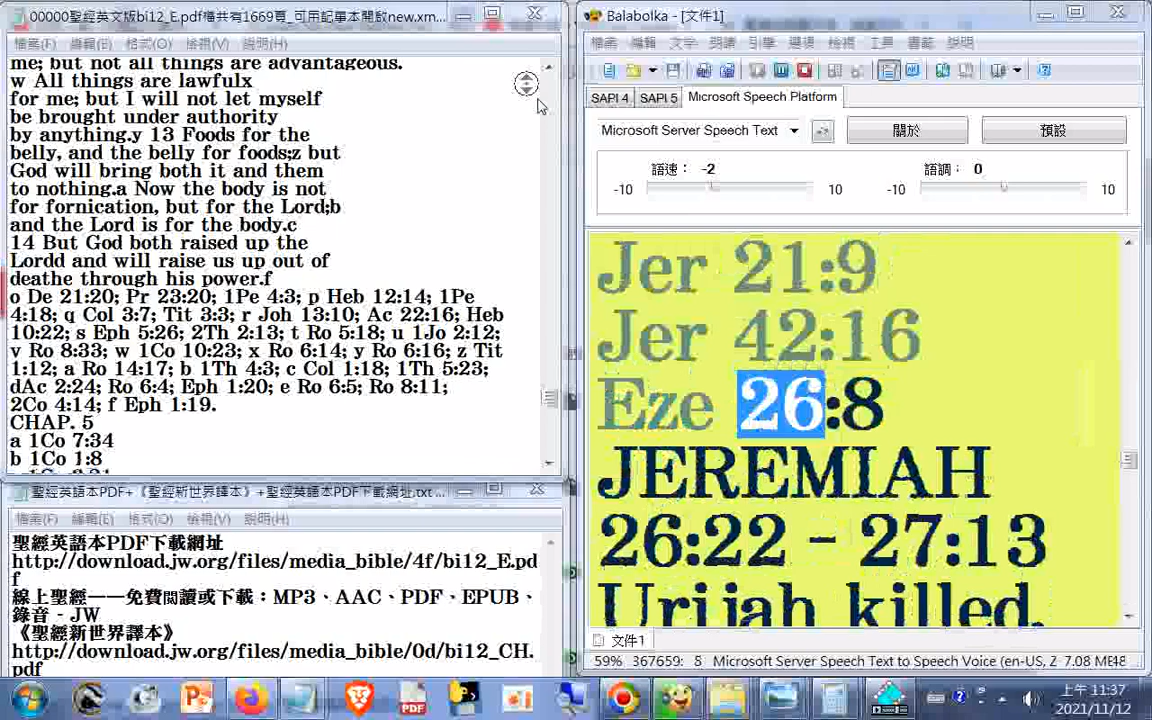 00000聖經英文版bi12_E.pdf檔共有1669頁_可用記事本開啟new.xm...
檔案(F) 編輯(E) 格式(O) 檢視(V) 說明(H)
me; but not all things are advantageous.
w All things are lawfulx
for me; but I will not let myself
be brought under authority
by anything.y 13 Foods for the
belly, and the belly for foods;z but
God will bring both it and them
to nothing.a Now the body is not
for fornication, but for the Lord;b
and the Lord is for the body.c
14 But God both raised up the
Lordd and will raise us up out of
deathe through his power.f
o De 21:20; Pr 23:20; 1Pe 4:3; p Heb 12:14; 1Pe
4:18; q Col 3:7; Tit 3:3; r Joh 13:10; Ac 22:16; Heb
10:22; s Eph 5:26; 2Th 2:13; t Ro 5:18; u 1Jo 2:12;
v Ro 8:33; w 1Co 10:23; x Ro 6:14; y Ro 6:16; z Tit
1:12; a Ro 14:17; b 1Th 4:3; c Col 1:18; 1Th 5:23;
dAc 2:24; Ro 6:4; Eph 1:20; e Ro 6:5; Ro 8:11;
2Co 4:14; f Eph 1:19.
CHAP. 5
a 1Co 7:34
b 1Co 1:8
聖經英語本PDF+《聖經新世界譯本》+聖經英語本PDF下載網址.txt ...
檔案(F) 編輯(E) 格式(O) 檢視(V) 說明(H)
聖經英語本PDF下載網址
http://download.jw.org/files/media_bible/4f/bi12_E.pd
f
線上聖經——免費閱讀或下載：MP3、AAC、PDF、EPUB、
錄音 - JW
《聖經新世界譯本》
http://download.jw.org/files/media_bible/0d/bi12_CH.
pdf
Balabolka - [文件1]
檔案 編輯 文字 朗讀 引擎 選項 檢視 工具 書籤 說明
SAPI 4 SAPI 5 Microsoft Speech Platform
Microsoft Server Speech Text 關於 預設
語速： -2 語調： 0
-10 10 -10 10
Jer 21:9
Jer 42:16
Eze 26:8
JEREMIAH
26:22 - 27:13
Urijah killed.
文件1
59% 367659: 8 Microsoft Server Speech Text to Speech Voice (en-US, Z 7.08 MB
上午 11:37
2021/11/12